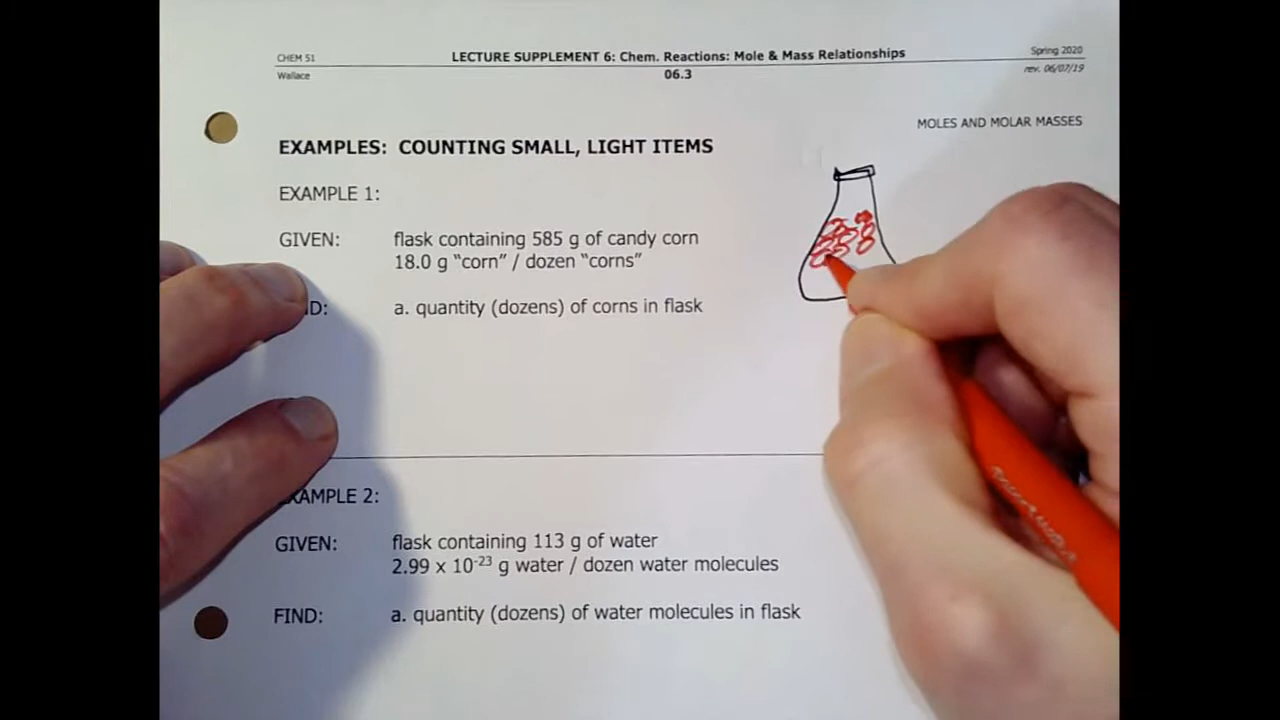 CHEM 51
LECTURE SUPPLEMENT 6: Chem. Reactions: Mole & Mass Relationships
Spring 2020
Wallace
06.3
rev. 06/07/19
MOLES AND MOLAR MASSES
EXAMPLES: COUNTING SMALL, LIGHT ITEMS
EXAMPLE 1:
GIVEN: flask containing 585 g of candy corn
18.0 g “corn” / dozen “corns”
D: a. quantity (dozens) of corns in flask
EXAMPLE 2:
GIVEN: flask containing 113 g of water
2.99 x 10⁻²³ g water / dozen water molecules
FIND: a. quantity (dozens) of water molecules in flask